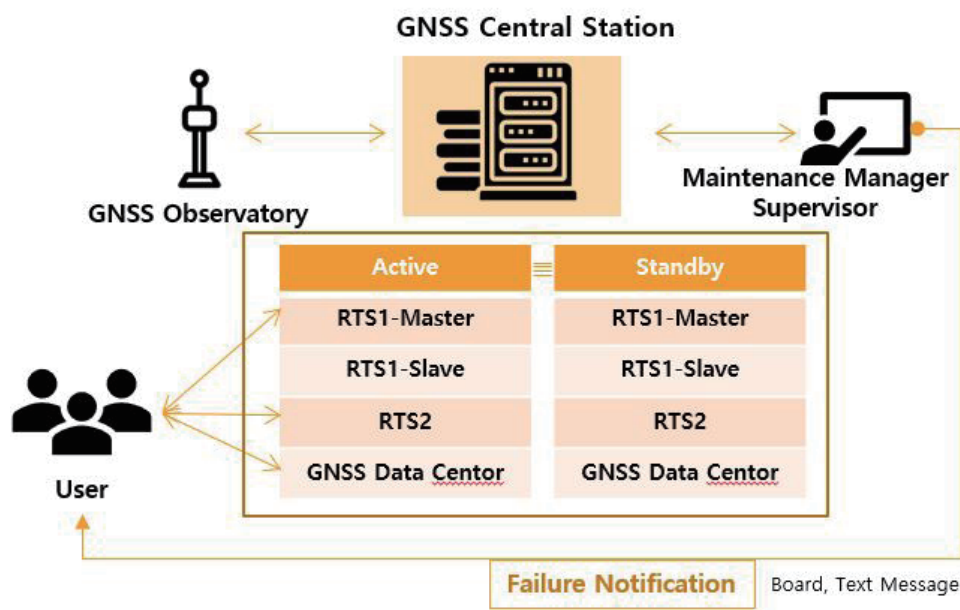 GNSS Central Station
GNSS Observatory
Maintenance Manager
Supervisor
Active
Standby
RTS1-Master
RTS1-Master
RTS1-Slave
RTS1-Slave
RTS2
RTS2
GNSS Data Centor
GNSS Data Centor
User
Failure Notification
Board, Text Message